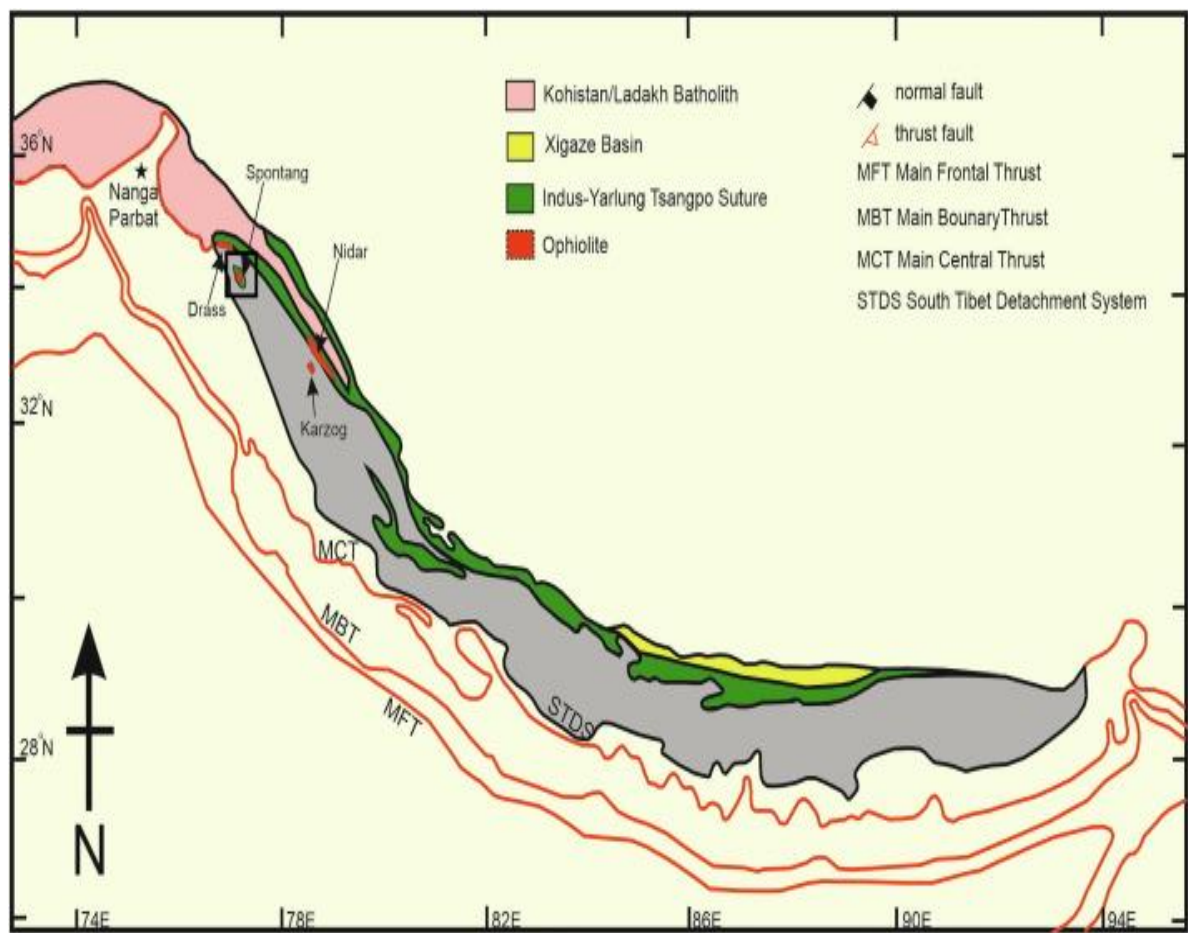 Kohistan/Ladakh Batholith
Xigaze Basin
Indus-Yarlung Tsangpo Suture
Ophiolite
normal fault
thrust fault
MFT Main Frontal Thrust
MBT Main BounaryThrust
MCT Main Central Thrust
STDS South Tibet Detachment System
36°N
Nanga
Parbat
Spontang
Nidar
Drass
32°N
Karzog
MCT
MBT
MFT
STDS
28°N
N
74E
78E
82E
86E
90E
94E